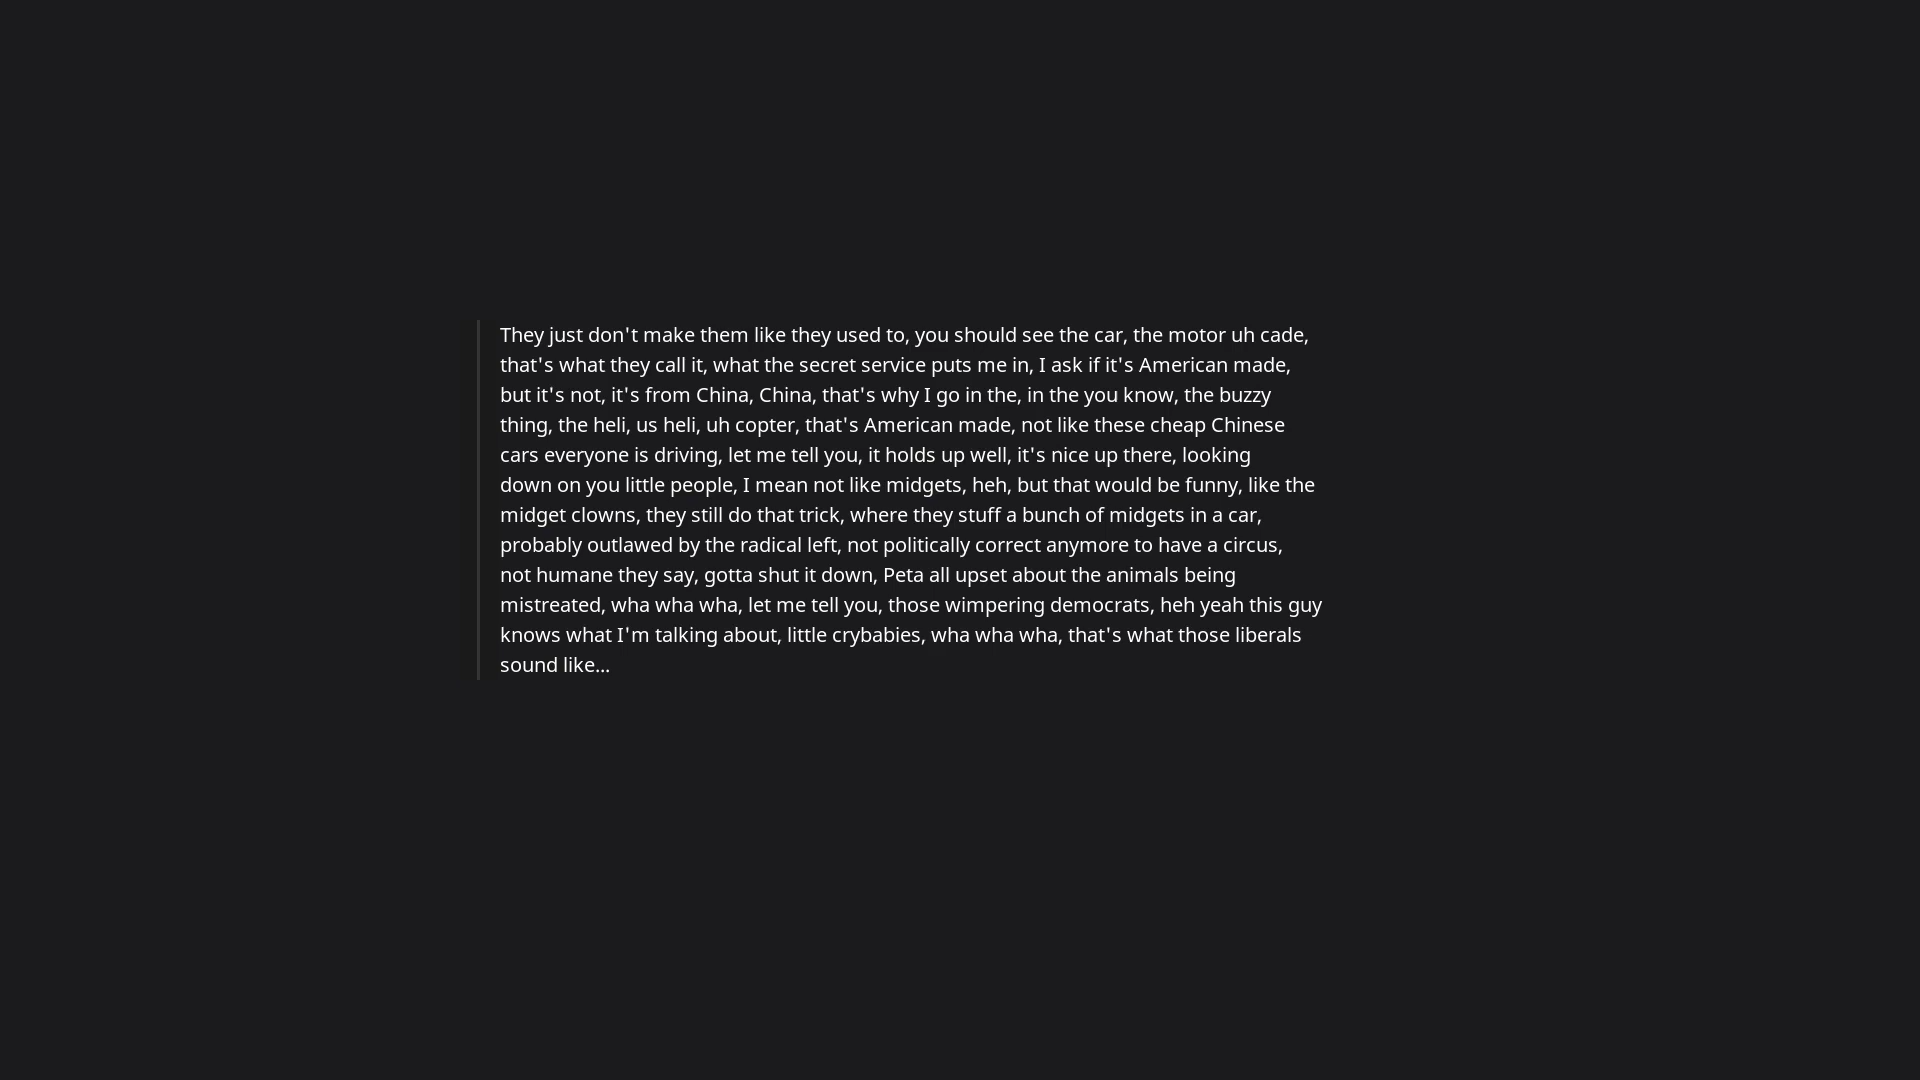 They just don't make them like they used to, you should see the car, the motor uh cade,
that's what they call it, what the secret service puts me in, I ask if it's American made,
but it's not, it's from China, China, that's why I go in the, in the you know, the buzzy
thing, the heli, us heli, uh copter, that's American made, not like these cheap Chinese
cars everyone is driving, let me tell you, it holds up well, it's nice up there, looking
down on you little people, I mean not like midgets, heh, but that would be funny, like the
midget clowns, they still do that trick, where they stuff a bunch of midgets in a car,
probably outlawed by the radical left, not politically correct anymore to have a circus,
not humane they say, gotta shut it down, Peta all upset about the animals being
mistreated, wha wha wha, let me tell you, those wimpering democrats, heh yeah this guy
knows what I'm talking about, little crybabies, wha wha wha, that's what those liberals
sound like...